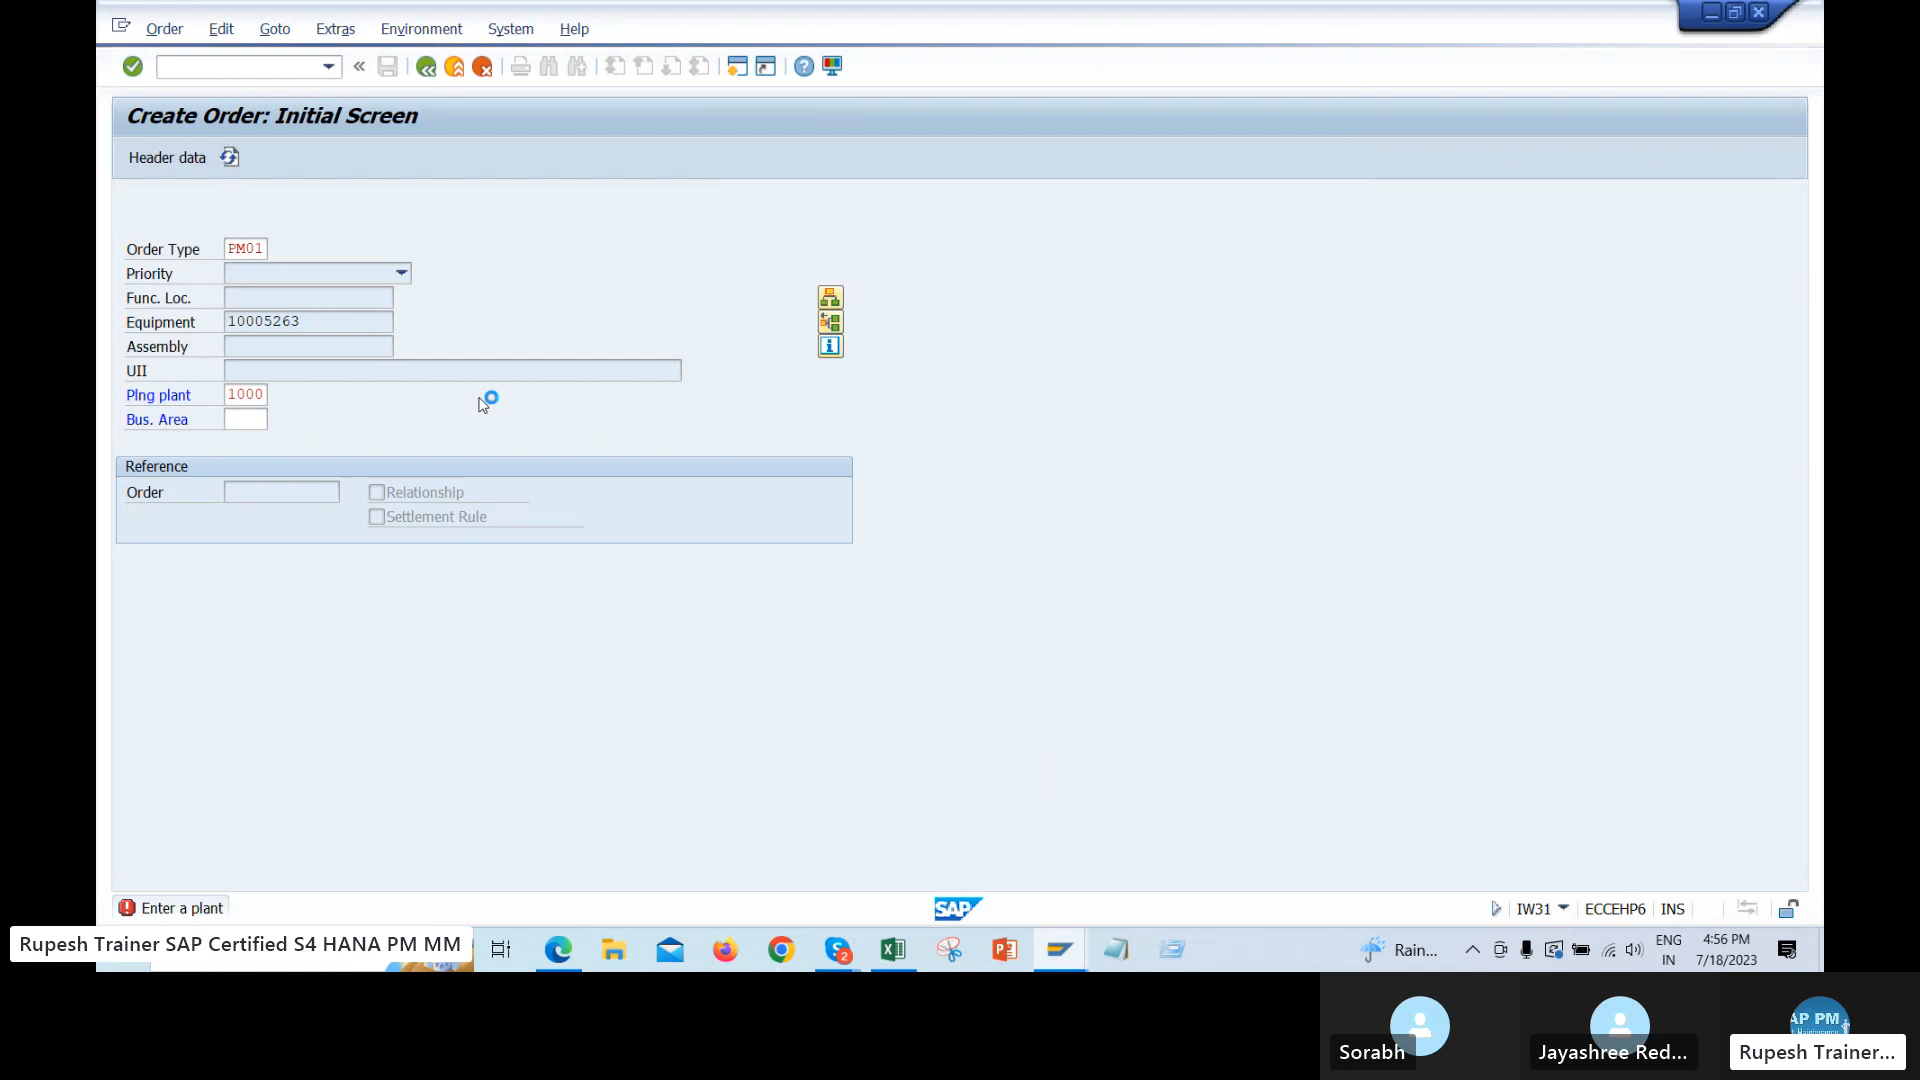 Order Edit Goto Extras Environment System Help
Create Order: Initial Screen
Header data
Order Type PM01
Priority
Func. Loc.
Equipment 10005263
Assembly
UII
Plng plant 1000
Bus. Area
Reference
Order Relationship
Settlement Rule
Enter a plant
SAP
IW31 ECCEHP6 INS
Rupesh Trainer SAP Certified S4 HANA PM MM
2
Rain...
ENG
IN
4:56 PM
7/18/2023
AP PM
Sorabh
Jayashree Red...
Rupesh Trainer...